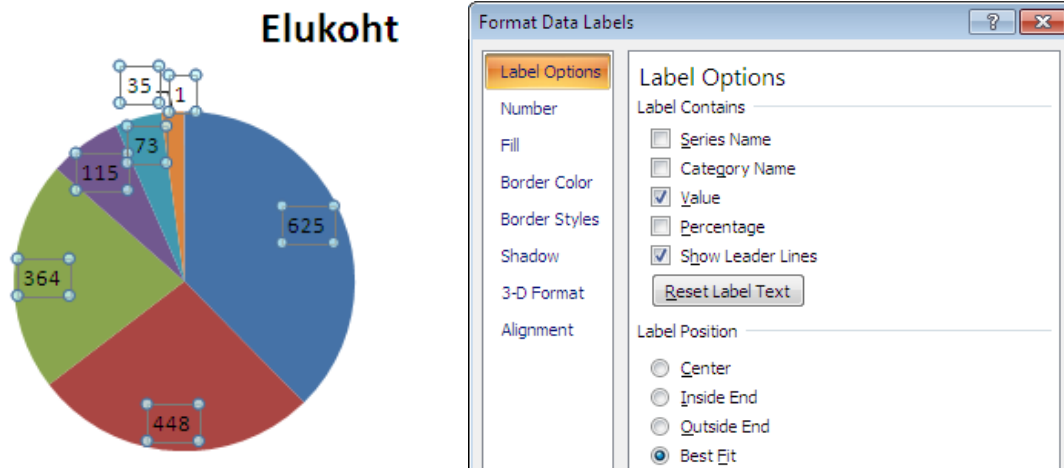 Elukoht
35
1
73
115
625
364
448
Format Data Labels
Label Options
Number
Fill
Border Color
Border Styles
Shadow
3-D Format
Alignment
Label Options
Label Contains
Series Name
Category Name
Value
Percentage
Show Leader Lines
Reset Label Text
Label Position
Center
Inside End
Outside End
Best Fit